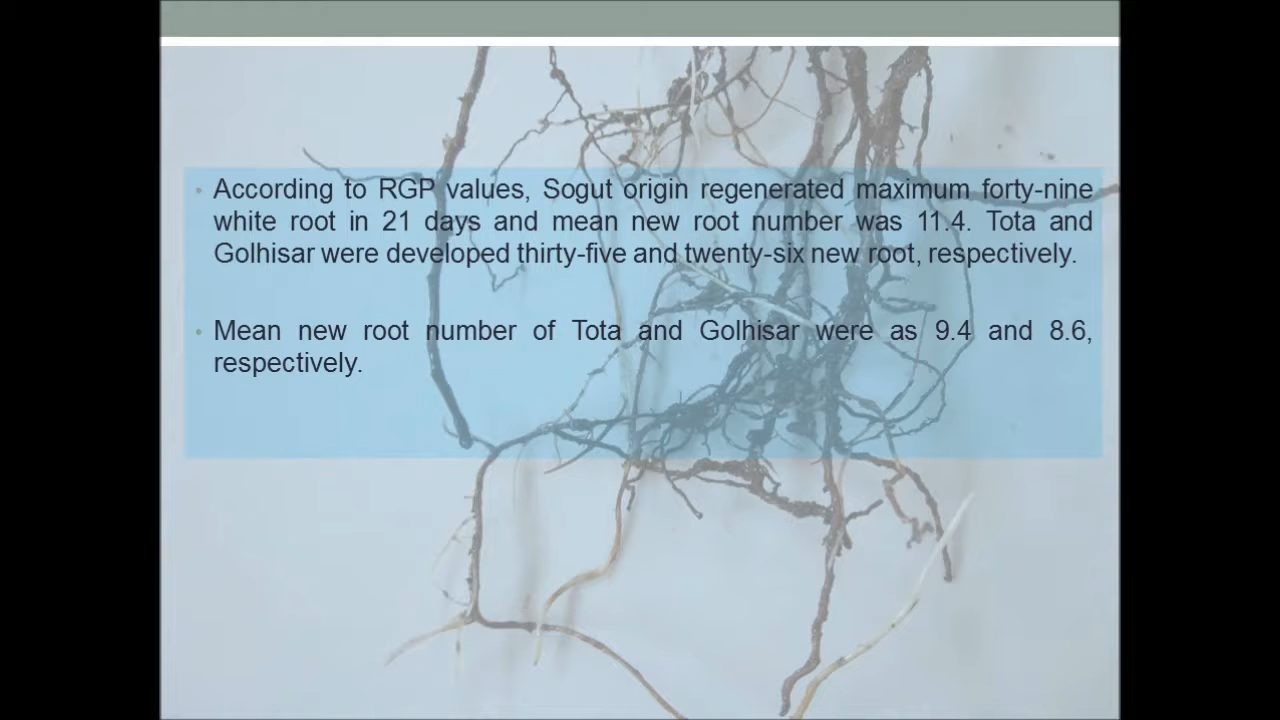 • According to RGP values, Sogut origin regenerated maximum forty-nine
white root in 21 days and mean new root number was 11.4. Tota and
Golhisar were developed thirty-five and twenty-six new root, respectively.
• Mean new root number of Tota and Golhisar were as 9.4 and 8.6,
respectively.